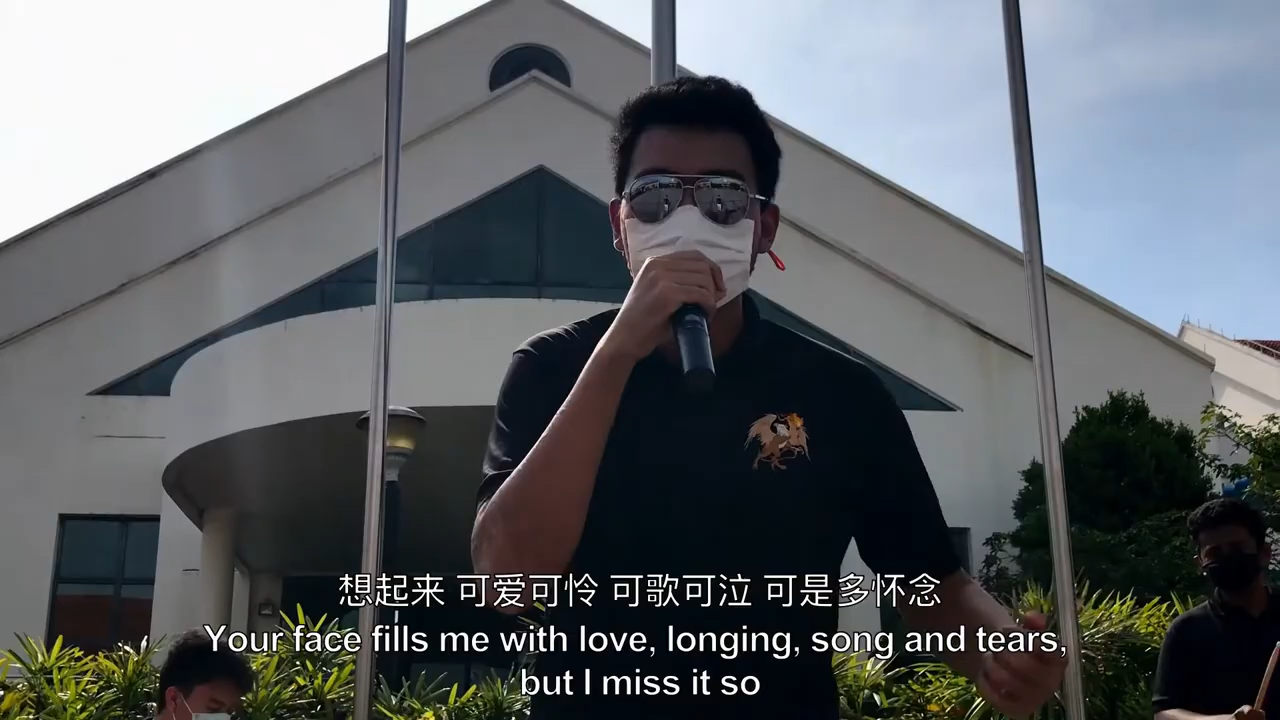 想起来 可爱可怜 可歌可泣 可是多怀念
Your face fills me with love, longing, song and tears,
but I miss it so